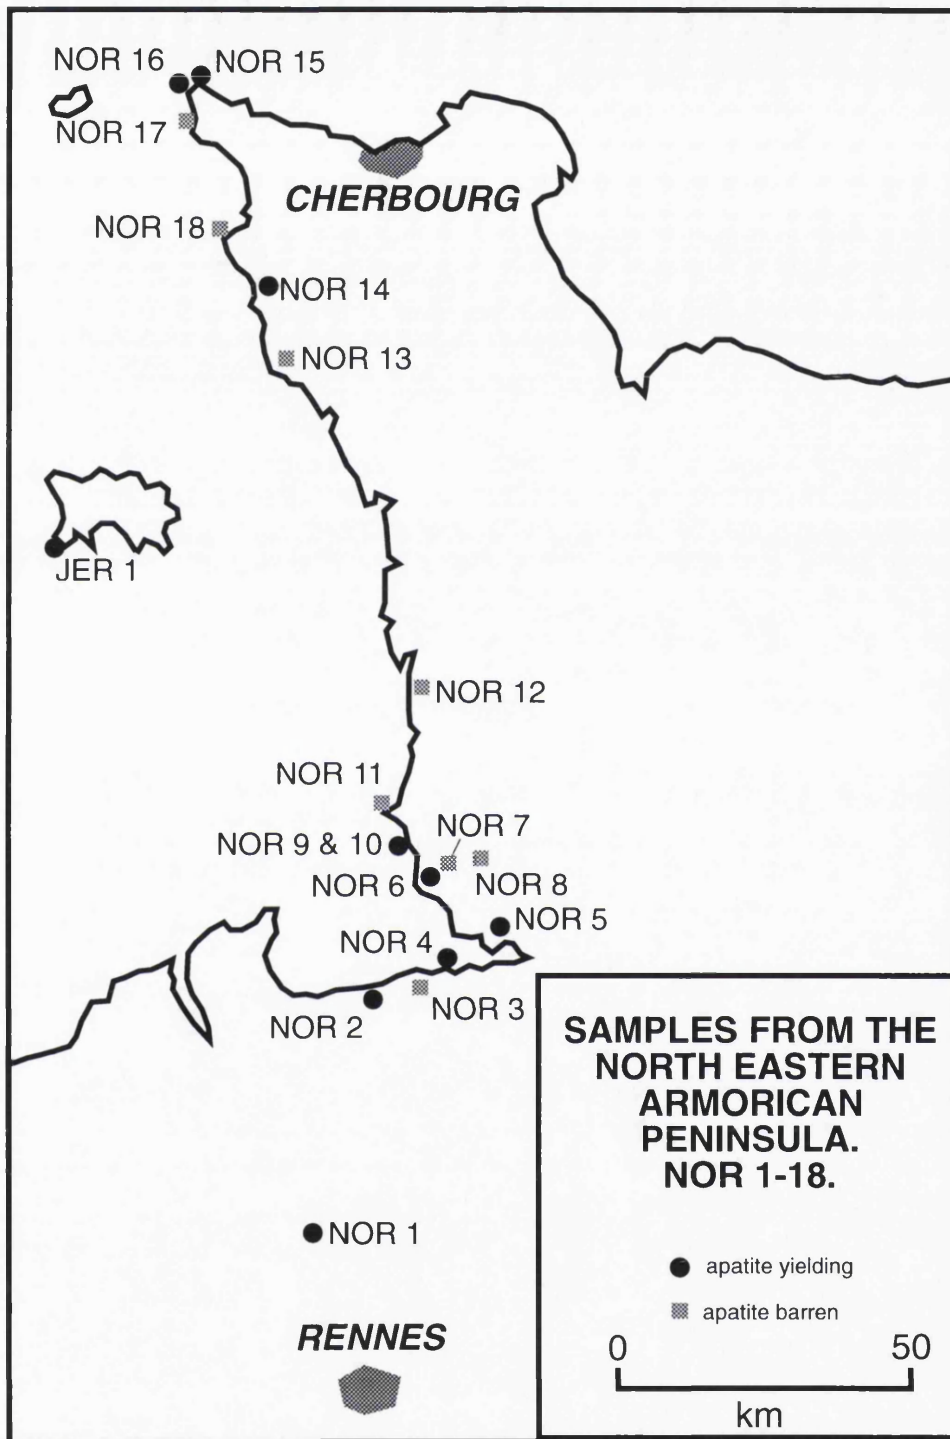 NOR 16
NOR 15
NOR 17
CHERBOURG
NOR 18
NOR 14
NOR 13
JER 1
NOR 12
NOR 11
NOR 7
NOR 9 & 10
NOR 6
NOR 8
NOR 5
NOR 4
NOR 3
NOR 2
SAMPLES FROM THE
NORTH EASTERN
ARMORICAN
PENINSULA.
NOR 1-18.
NOR 1
apatite yielding
apatite barren
RENNES
0 50
km